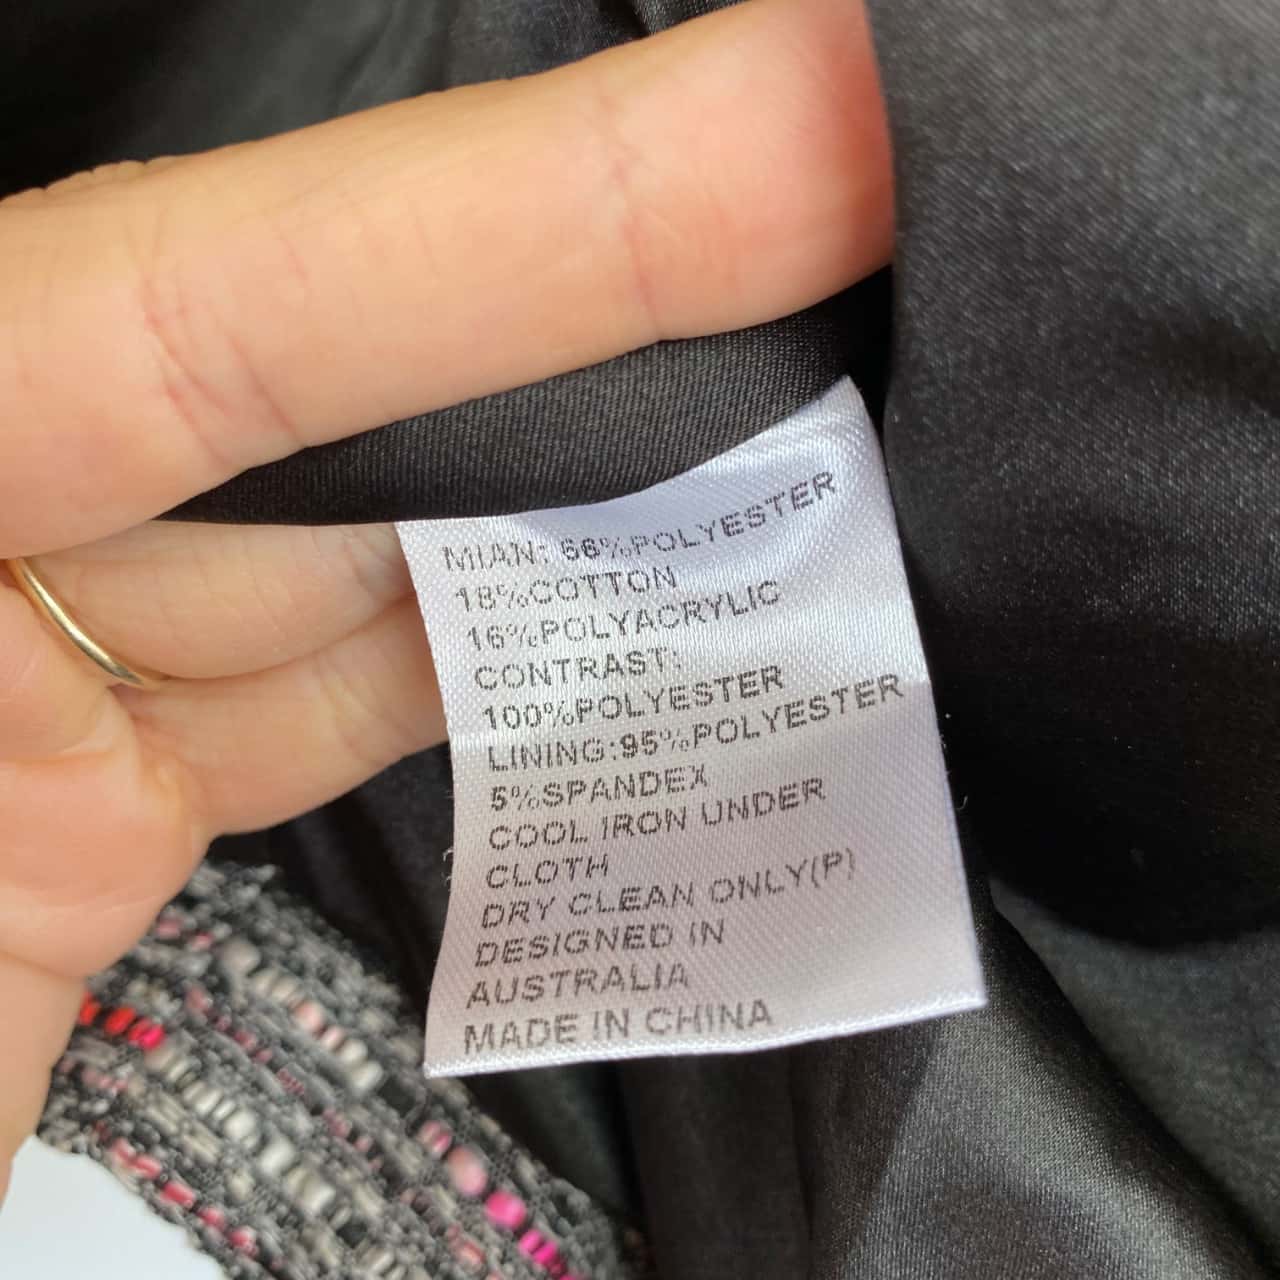 MIAN: 66%POLYESTER
18%COTTON
16%POLYACRYLIC
CONTRAST:
100%POLYESTER
LINING:95%POLYESTER
5%SPANDEX
COOL IRON UNDER
CLOTH
DRY CLEAN ONLY(P)
DESIGNED IN
AUSTRALIA
MADE IN CHINA